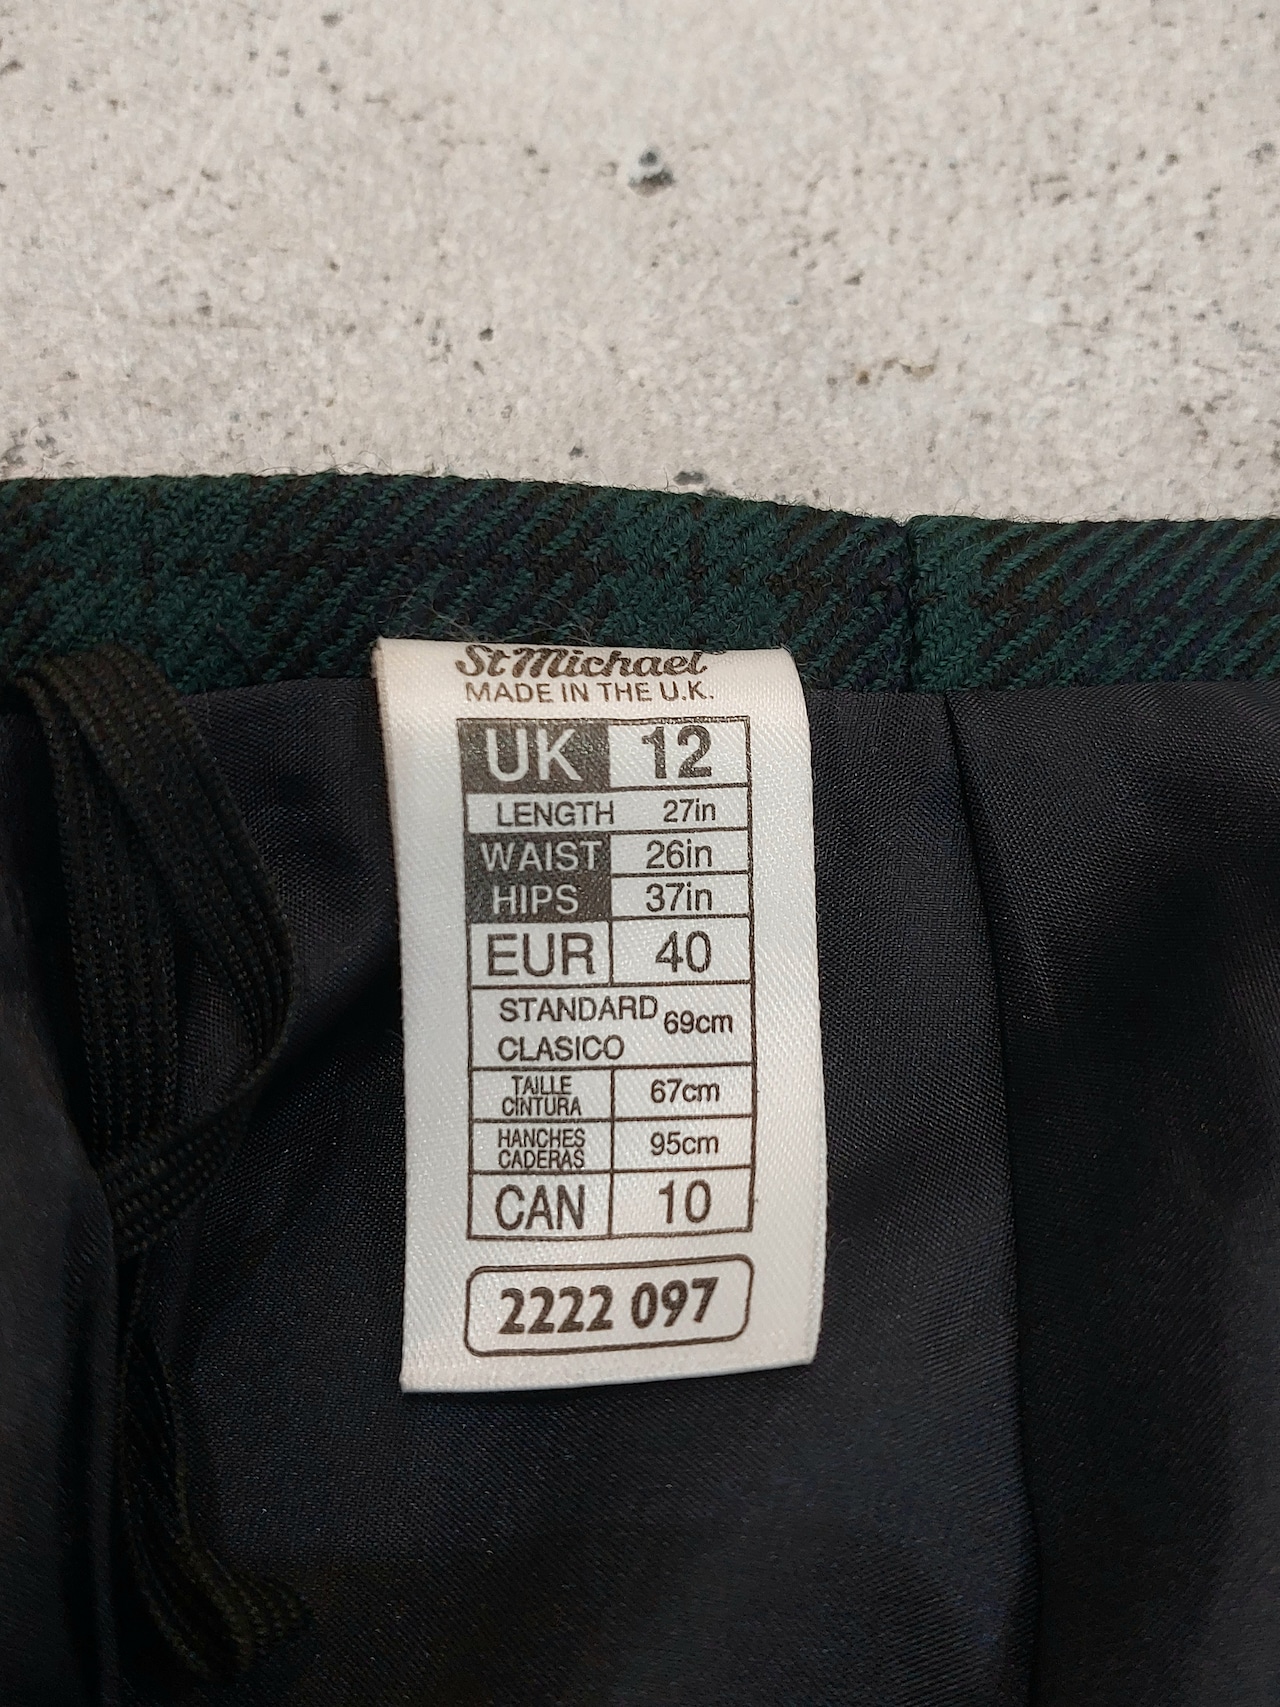 St Michael
MADE IN THE U.K.
UK 12
LENGTH 27in
WAIST 26in
HIPS 37in
EUR 40
STANDARD 69cm
CLASICO
TAILLE 67cm
CINTURA
HANCHES 95cm
CADERAS
CAN 10
2222 097